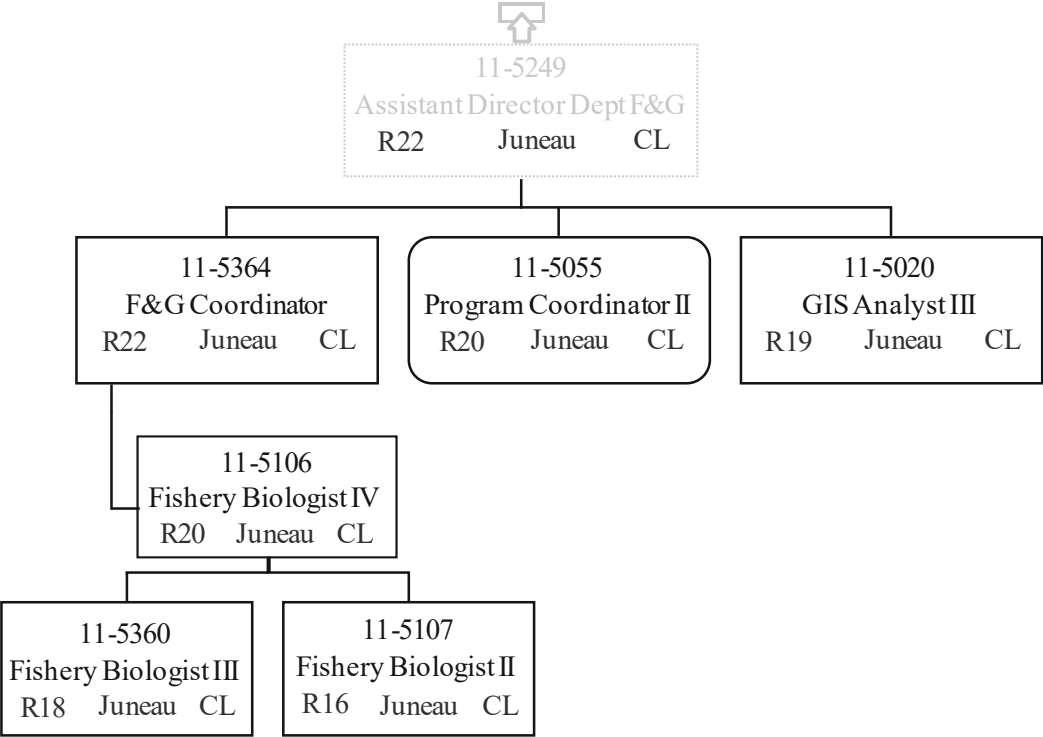 11-5249
Assistant Director Dept F&G
R22 Juneau CL
11-5364
F&G Coordinator
R22 Juneau CL
11-5055
Program Coordinator II
R20 Juneau CL
11-5020
GIS Analyst III
R19 Juneau CL
11-5106
Fishery Biologist IV
R20 Juneau CL
11-5360
Fishery Biologist III
R18 Juneau CL
11-5107
Fishery Biologist II
R16 Juneau CL